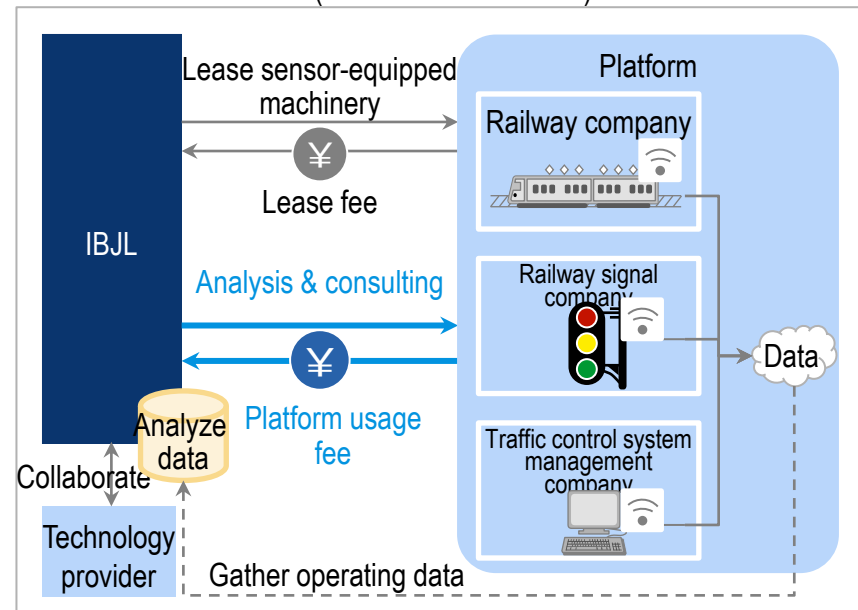 Lease sensor-equipped
machinery
¥
Lease fee
IBJL
Analysis & consulting
¥
Platform usage
fee
Analyze
data
Collaborate
Technology
provider
Gather operating data
Platform
Railway company
Railway signal
company
Traffic control system
management
company
Data